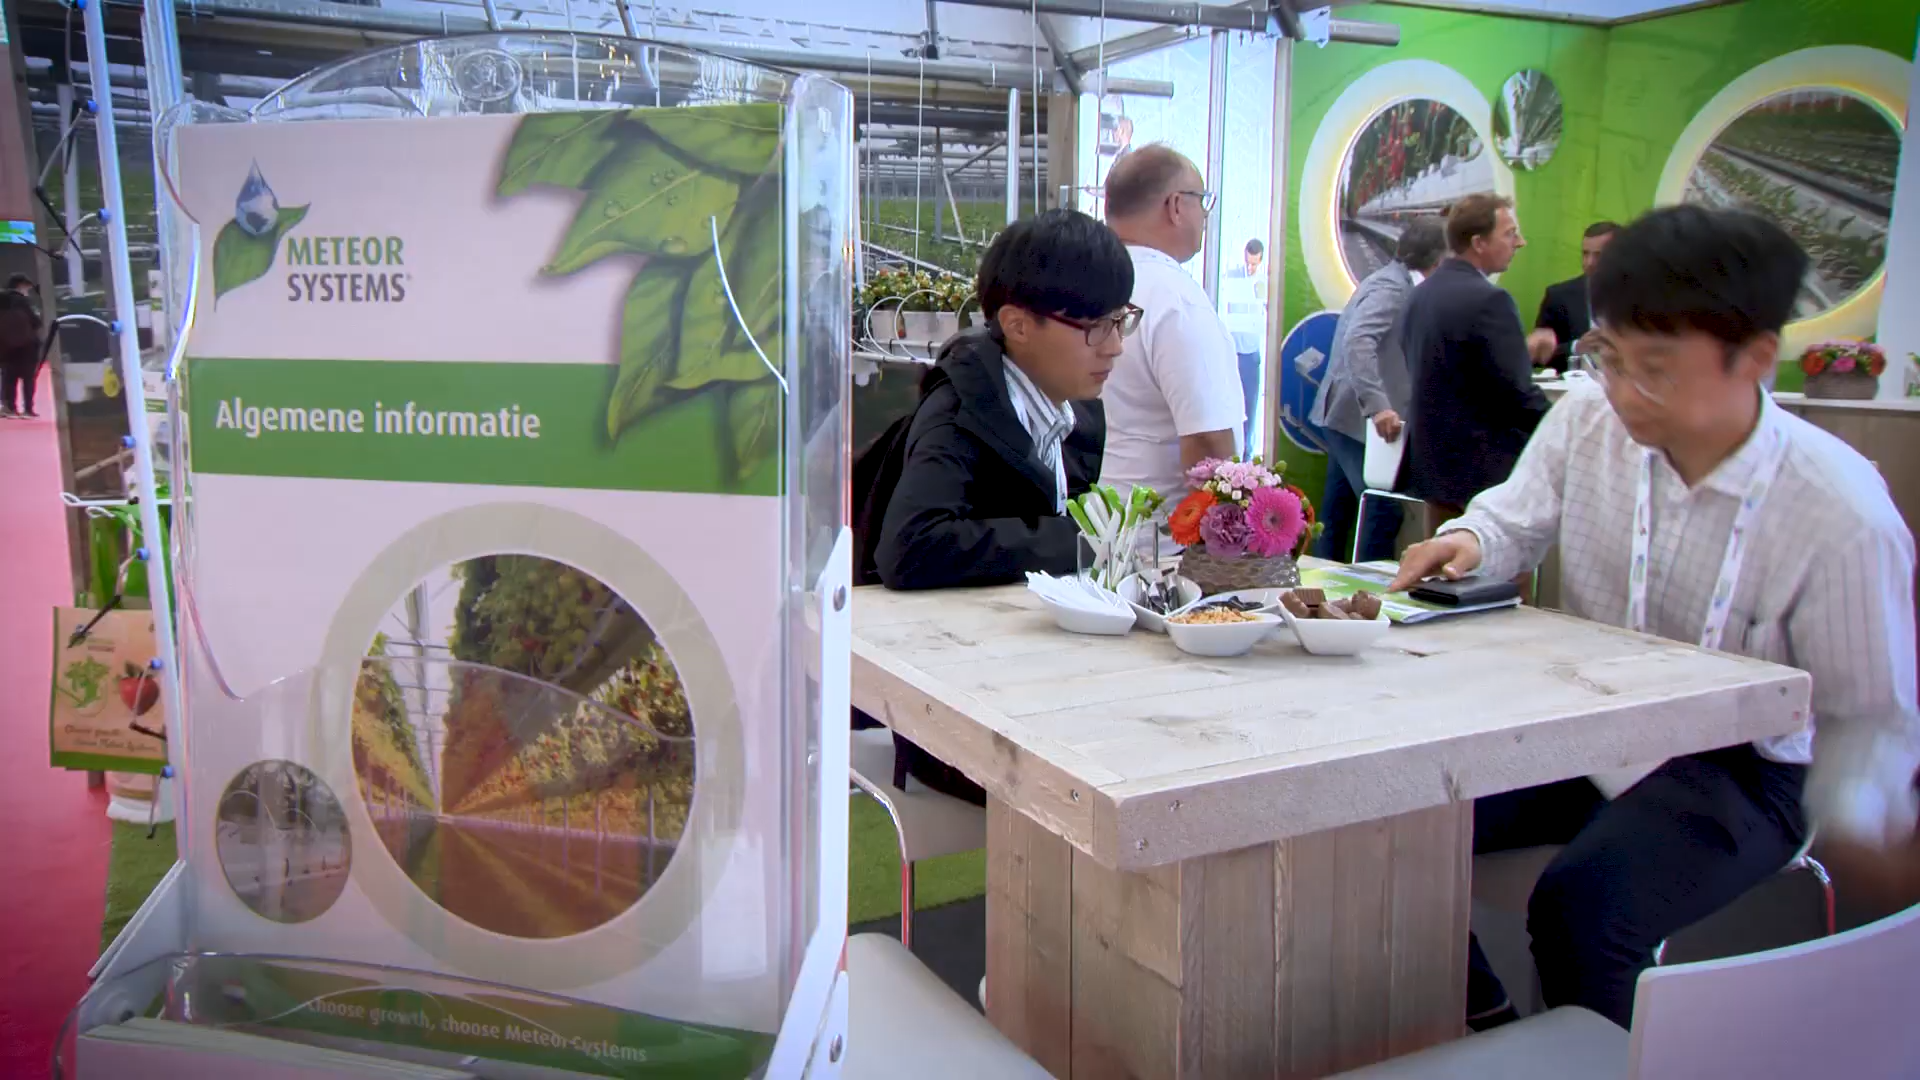 METEOR
SYSTEMS®
Algemene informatie
choose growth, choose Meteor Systems